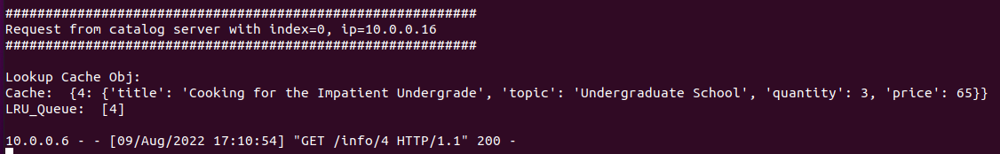 ###########################################################
Request from catalog server with index=0, ip=10.0.0.16
###########################################################
Lookup Cache Obj:
Cache:  {4: {'title': 'Cooking for the Impatient Undergrade', 'topic': 'Undergraduate School', 'quantity': 3, 'price': 65}}
LRU_Queue:  [4]
10.0.0.6 - - [09/Aug/2022 17:10:54] "GET /info/4 HTTP/1.1" 200 -